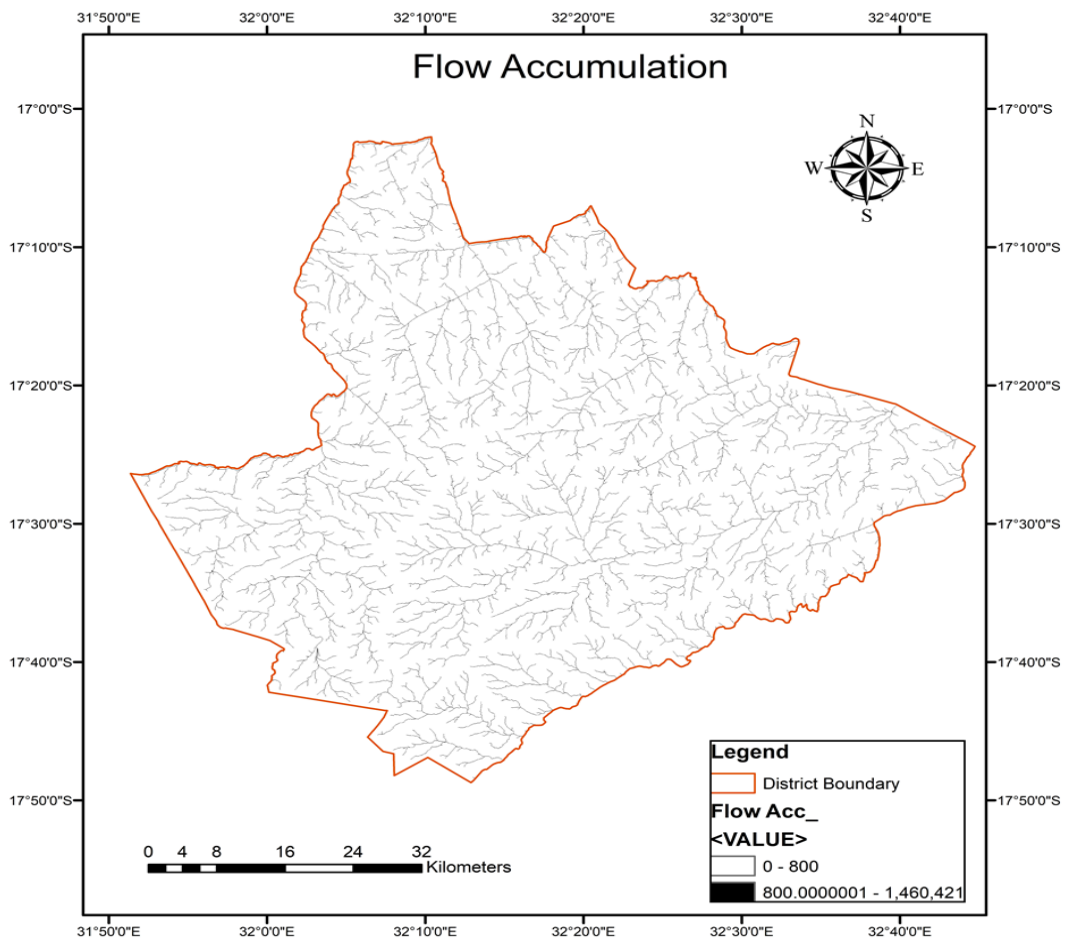 31°50'0"E 32°0'0"E 32°10'0"E 32°20'0"E 32°30'0"E 32°40'0"E
Flow Accumulation
17°0'0"S 17°0'0"S
N
W E
S
17°10'0"S 17°10'0"S
17°20'0"S 17°20'0"S
17°30'0"S 17°30'0"S
17°40'0"S 17°40'0"S
Legend
District Boundary
17°50'0"S 17°50'0"S
Flow Acc_
<VALUE>
0 4 8 16 24 32
Kilometers
0 - 800
800.0000001 - 1,460,421
31°50'0"E 32°0'0"E 32°10'0"E 32°20'0"E 32°30'0"E 32°40'0"E